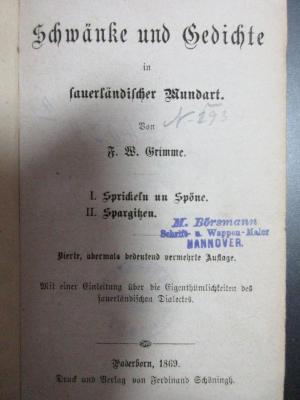 Schwänke und Gedichte
in
sauerländischer Mundart.
Von
F. W. Grimme.
I. Sprickeln un Spöne.
II. Spargitzen.
M. Börsmann
Schrift- u. Wappen-Maler
HANNOVER.
Vierte, abermals bedeutend vermehrte Auflage.
Mit einer Einleitung über die Eigenthümlichkeiten des
sauerländischen Dialectes.
Paderborn, 1869.
Druck und Verlag von Ferdinand Schöningh.